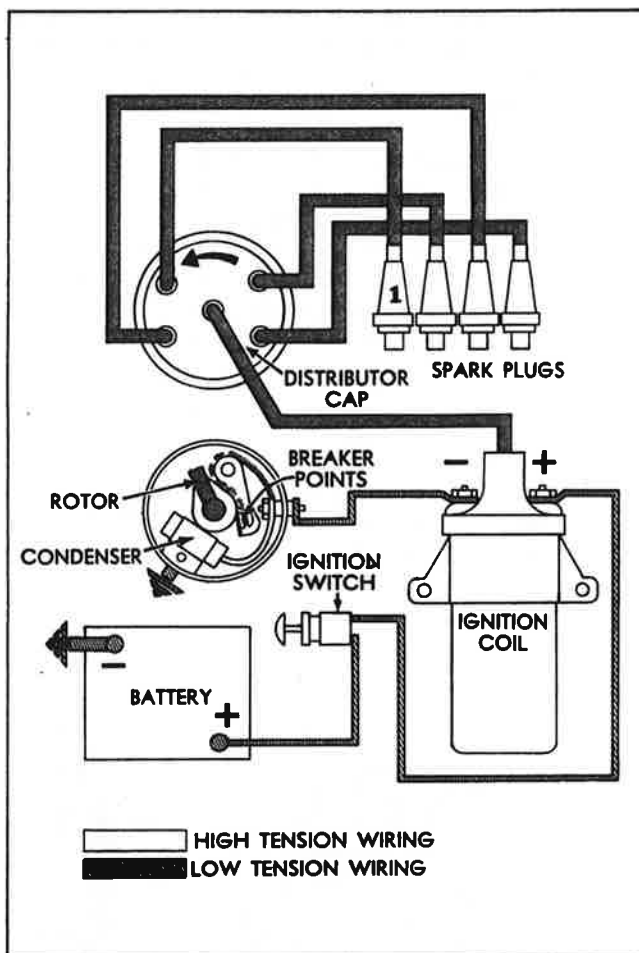 1
SPARK PLUGS
DISTRIBUTOR
CAP
- +
BREAKER
POINTS
ROTOR
CONDENSER
IGNITION
SWITCH
IGNITION
COIL
-
BATTERY
+
HIGH TENSION WIRING
LOW TENSION WIRING